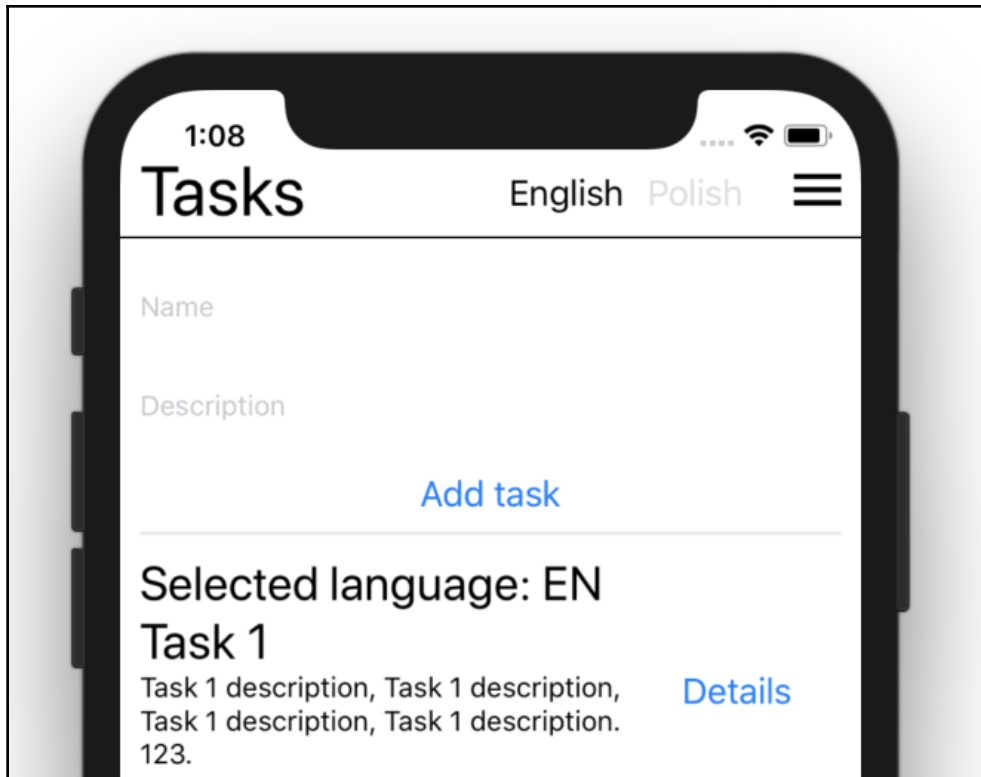 1:08
Tasks English Polish
Name
Description
Add task
Selected language: EN
Task 1
Task 1 description, Task 1 description,
Task 1 description, Task 1 description.
123.
Details